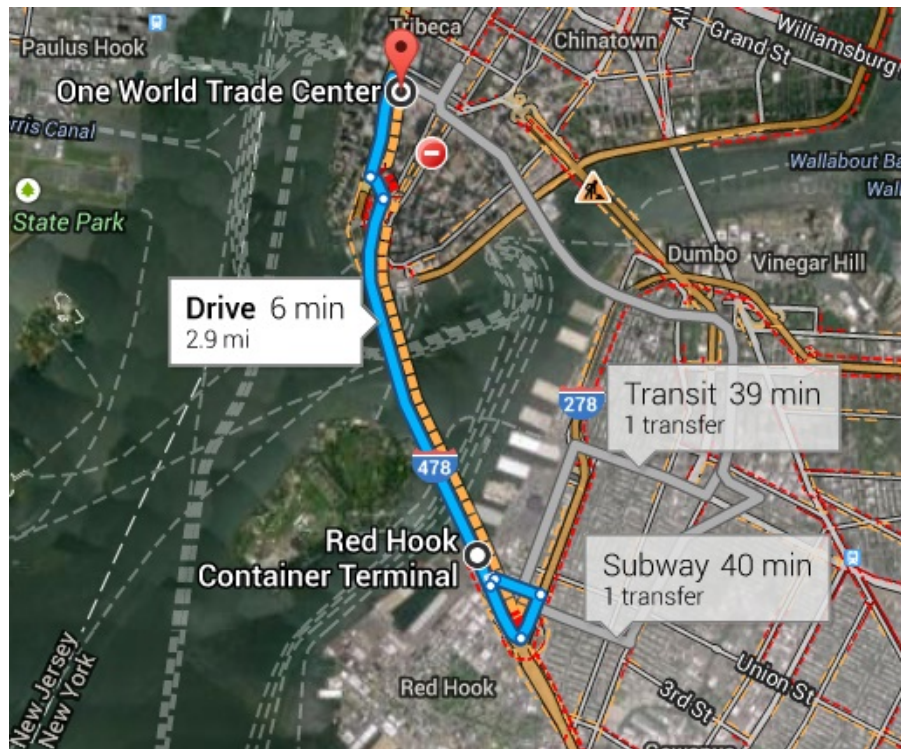 Tribeca
Paulus Hook
Chinatown
Grand St
Williamsburg
One World Trade Center
rris Canal
Wallabout Ba
Wall
State Park
Dumbo
Vinegar Hill
Drive 6 min
2.9 mi
Transit 39 min
1 transfer
278
478
Red Hook
Container Terminal
Subway 40 min
1 transfer
New Jersey
New York
Red Hook
Union St
3rd St